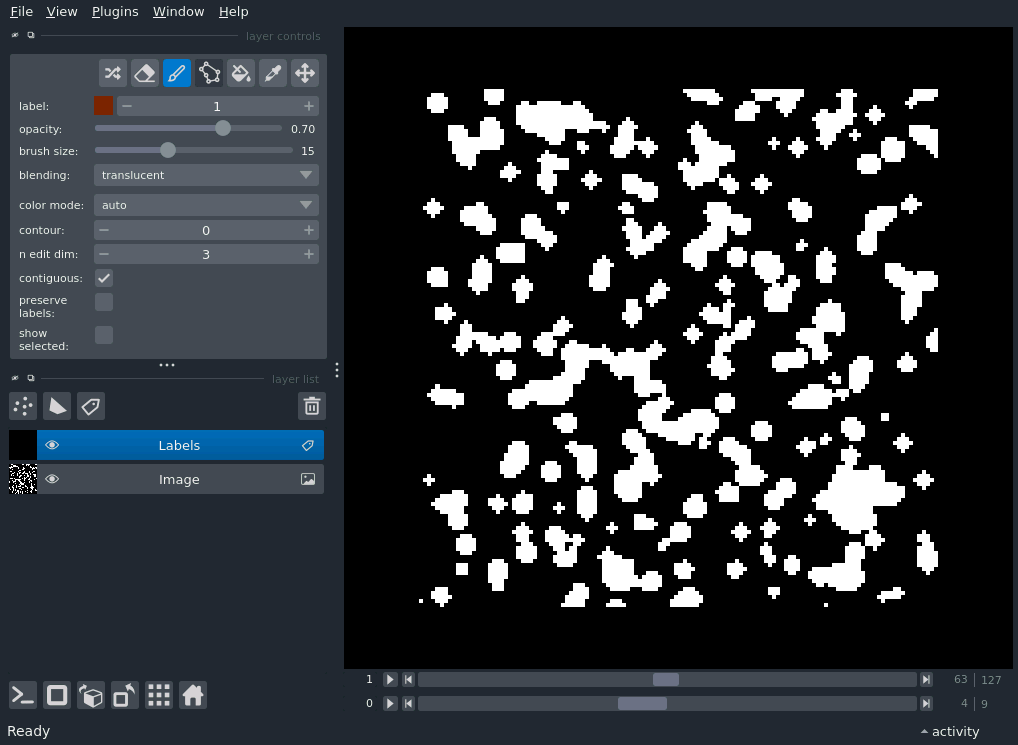 File View Plugins Window Help
layer controls
label: 1
opacity: 0.70
brush size: 15
blending: translucent
color mode: auto
contour: 0
n edit dim: 3
contiguous:
preserve
labels:
show
selected:
layer list
Labels
Image
1 63 127
0 4 9
Ready activity